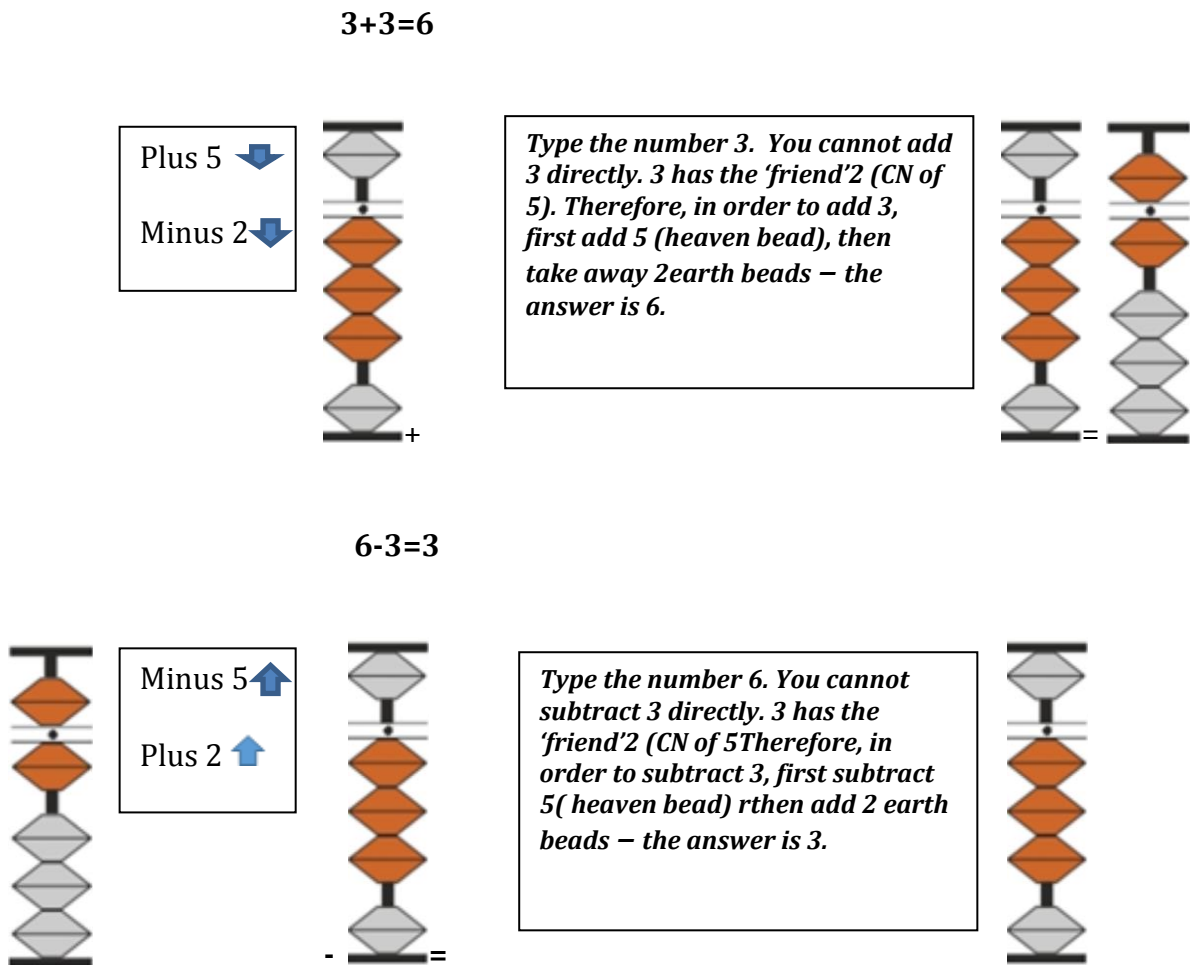 3+3=6
Plus 5
Minus 2
+
Type the number 3. You cannot add
3 directly. 3 has the ‘friend’2 (CN of
5). Therefore, in order to add 3,
first add 5 (heaven bead), then
take away 2earth beads – the
answer is 6.
=
6-3=3
Minus 5
Plus 2
-
=
Type the number 6. You cannot
subtract 3 directly. 3 has the
‘friend’2 (CN of 5Therefore, in
order to subtract 3, first subtract
5( heaven bead) rthen add 2 earth
beads – the answer is 3.